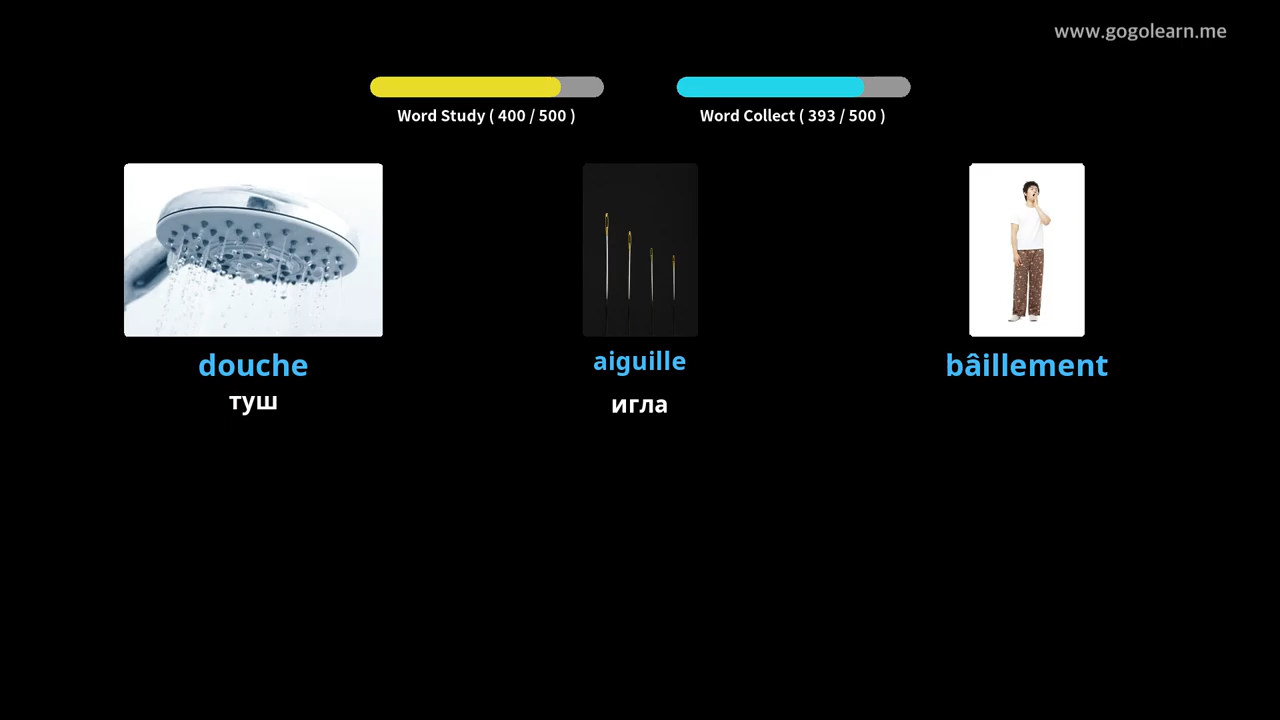 www.gogolearn.me
Word Study ( 400 / 500 )
Word Collect ( 393 / 500 )
douche
туш
aiguille
игла
bâillement